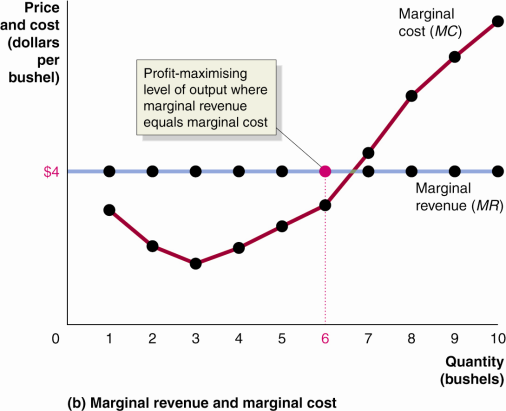 Price
and cost
(dollars
per
bushel)
Marginal
cost (MC)
Profit-maximising
level of output where
marginal revenue
equals marginal cost
$4
Marginal
revenue (MR)
0 1 2 3 4 5 6 7 8 9 10
Quantity
(bushels)
(b) Marginal revenue and marginal cost